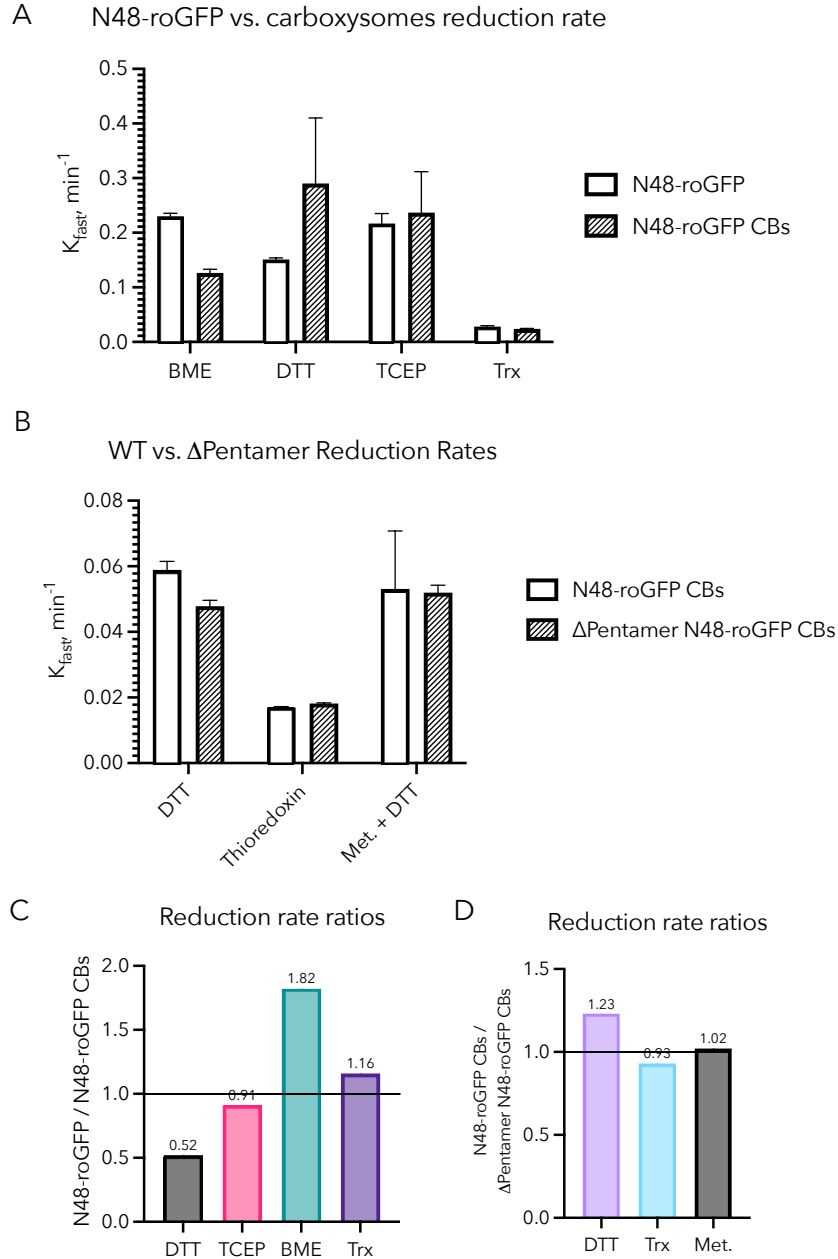 A
N48-roGFP vs. carboxysomes reduction rate
0.5
0.4
0.3
0.2
0.1
0.0
Kfast, min-1
BME
DTT
TCEP
Trx
N48-roGFP
N48-roGFP CBs
B
WT vs. ΔPentamer Reduction Rates
0.08
0.06
0.04
0.02
0.00
Kfast, min-1
DTT
Thioredoxin
Met. + DTT
N48-roGFP CBs
ΔPentamer N48-roGFP CBs
C
Reduction rate ratios
N48-roGFP / N48-roGFP CBs
2.0
1.5
1.0
0.5
0.0
0.52
0.91
1.82
1.16
DTT
TCEP
BME
Trx
D
Reduction rate ratios
N48-roGFP CBs /
ΔPentamer N48-roGFP CBs
1.5
1.0
0.5
0.0
1.23
0.93
1.02
DTT
Trx
Met.